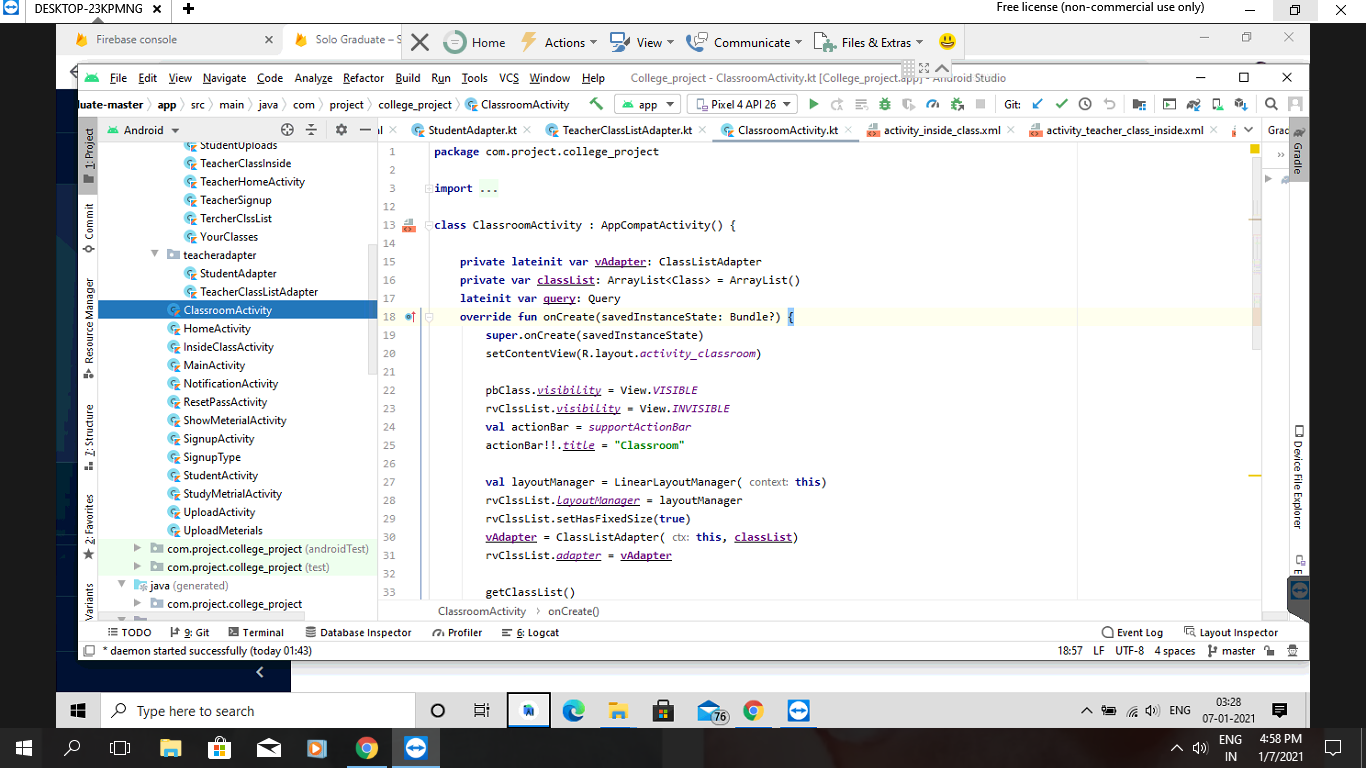 DESKTOP-23KPMNG
Free license (non-commercial use only)
Firebase console
Solo Graduate – S
Home
Actions
View
Communicate
Files & Extras
File Edit View Navigate Code Analyze Refactor Build Run Tools VCS Window Help
College_project - ClassroomActivity.kt [College_project.app] - Android Studio
uate-master app src main java com project college_project ClassroomActivity
app
Pixel 4 API 26
Git:
Android
StudentAdapter.kt
TeacherClassListAdapter.kt
ClassroomActivity.kt
activity_inside_class.xml
activity_teacher_class_inside.xml
Grad
1: Project
Commit
Resource Manager
7: Structure
2: Favorites
Variants
StudentUploads
TeacherClassInside
TeacherHomeActivity
TeacherSignup
TercherClssList
YourClasses
teacheradapter
StudentAdapter
TeacherClassListAdapter
ClassroomActivity
HomeActivity
InsideClassActivity
MainActivity
NotificationActivity
ResetPassActivity
ShowMeterialActivity
SignupActivity
SignupType
StudentActivity
StudyMetrialActivity
UploadActivity
UploadMeterials
com.project.college_project (androidTest)
com.project.college_project (test)
java (generated)
com.project.college_project
1 package com.project.college_project
2
3 import ...
12
13 class ClassroomActivity : AppCompatActivity() {
14
15 private lateinit var vAdapter: ClassListAdapter
16 private var classList: ArrayList<Class> = ArrayList()
17 lateinit var query: Query
18 override fun onCreate(savedInstanceState: Bundle?) {
19 super.onCreate(savedInstanceState)
20 setContentView(R.layout.activity_classroom)
21
22 pbClass.visibility = View.VISIBLE
23 rvClssList.visibility = View.INVISIBLE
24 val actionBar = supportActionBar
25 actionBar!!.title = "Classroom"
26
27 val layoutManager = LinearLayoutManager( context: this)
28 rvClssList.layoutManager = layoutManager
29 rvClssList.setHasFixedSize(true)
30 vAdapter = ClassListAdapter( ctx: this, classList)
31 rvClssList.adapter = vAdapter
32
33 getClassList()
ClassroomActivity onCreate()
Gradle
Device File Explorer
TODO 9: Git Terminal Database Inspector Profiler 6: Logcat
Event Log Layout Inspector
* daemon started successfully (today 01:43)
18:57 LF UTF-8 4 spaces master
Type here to search
76
ENG
03:28
07-01-2021
ENG
IN
4:58 PM
1/7/2021